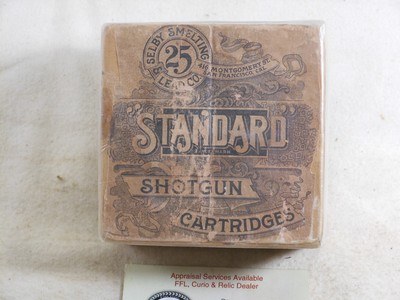 SELBY SMELTING
& LEAD CO.
25
MONTGOMERY ST.
SAN FRANCISCO, CAL.
"STANDARD"
SHOTGUN
CARTRIDGES
Appraisal Services Available
FFL, Curio & Relic Dealer